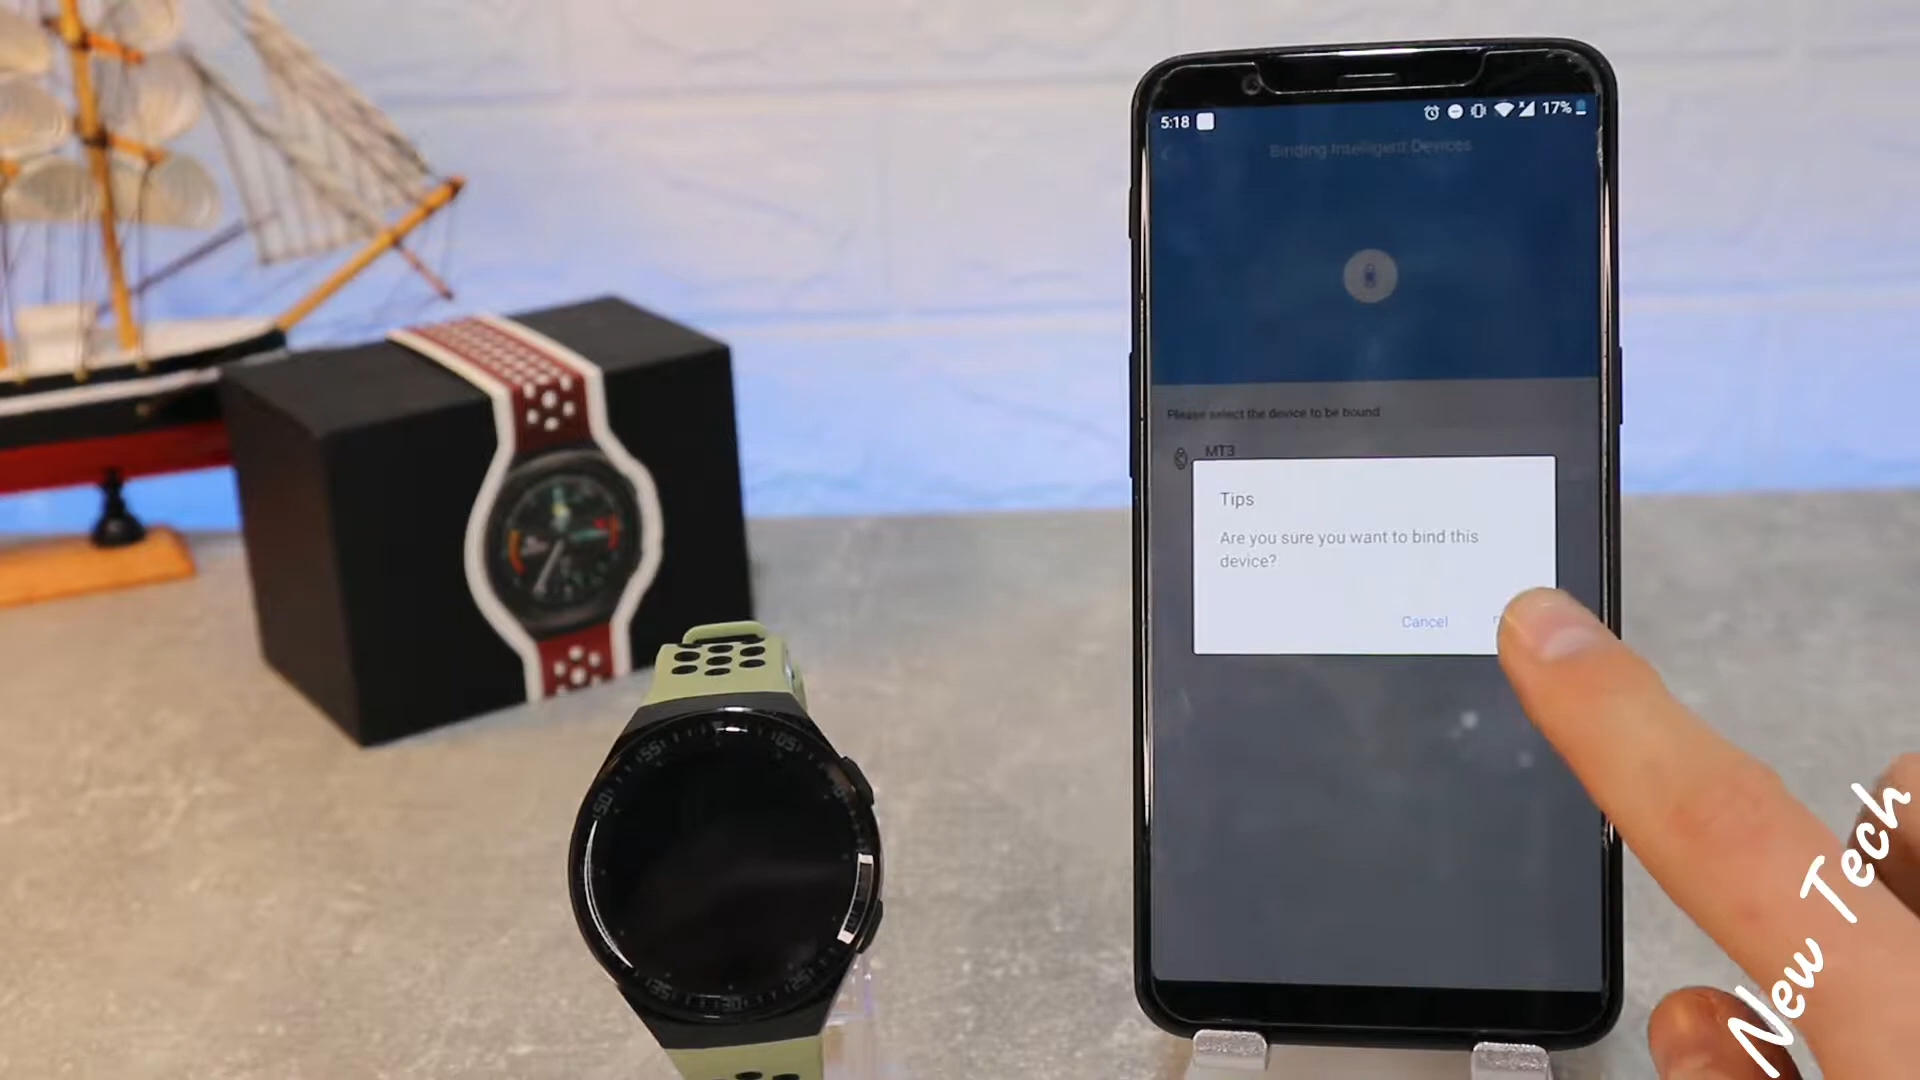 5:18
17%
Binding Intelligent Devices
Please select the device to be bound
MT3
Tips
Are you sure you want to bind this
device?
Cancel
55
05
50
35
30
25
New Tech